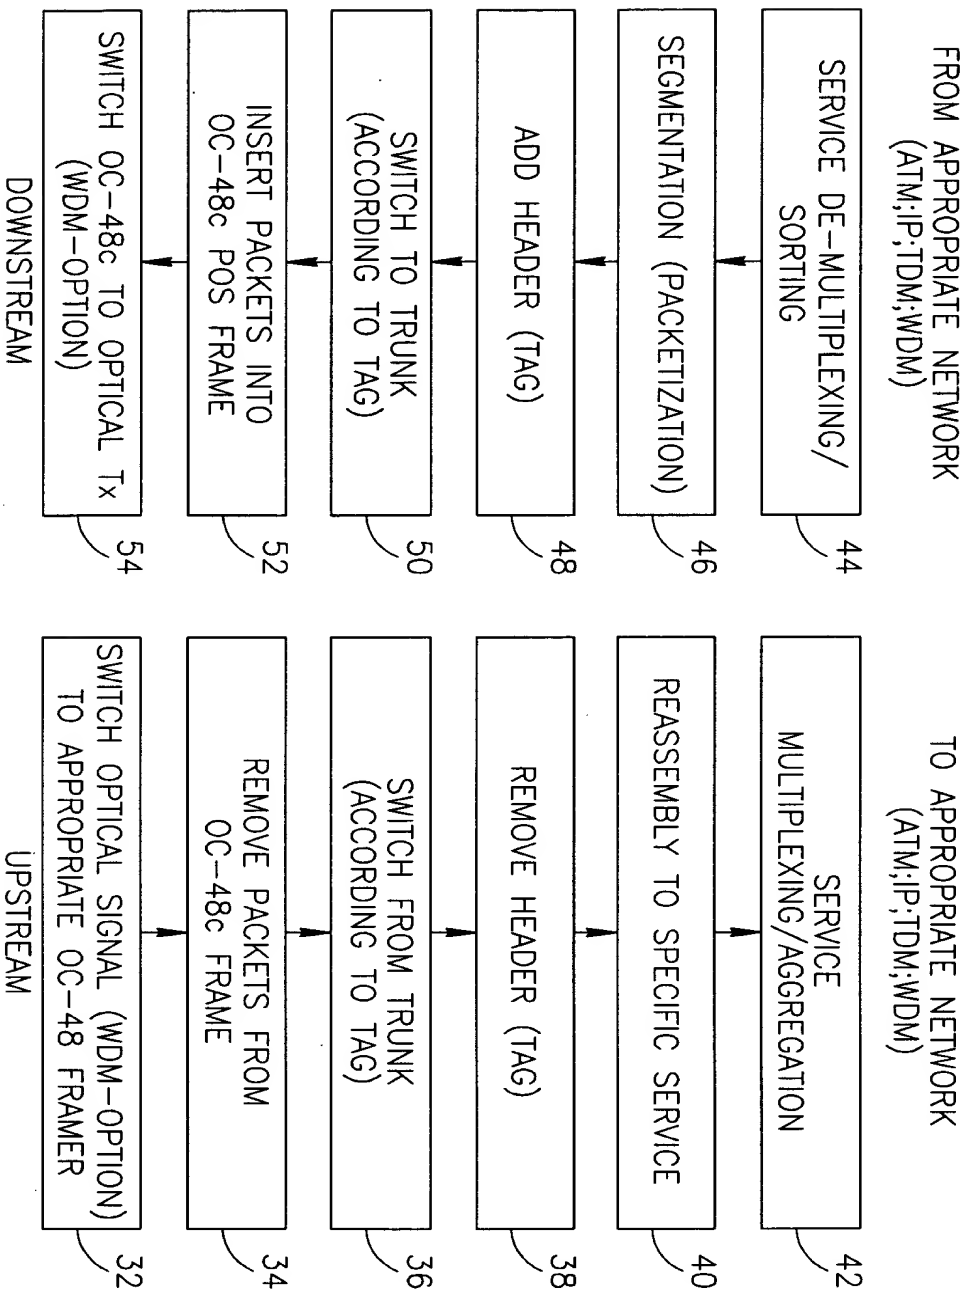 FROM APPROPRIATE NETWORK
(ATM;IP;TDM;WDM)
SERVICE DE-MULTIPLEXING/
SORTING
44
SEGMENTATION (PACKETIZATION)
46
ADD HEADER (TAG)
48
SWITCH TO TRUNK
(ACCORDING TO TAG)
50
INSERT PACKETS INTO
OC-48c POS FRAME
52
SWITCH OC-48c TO OPTICAL Tx
(WDM-OPTION)
54
DOWNSTREAM
TO APPROPRIATE NETWORK
(ATM;IP;TDM;WDM)
SERVICE
MULTIPLEXING/AGGREGATION
42
REASSEMBLY TO SPECIFIC SERVICE
40
REMOVE HEADER (TAG)
38
SWITCH FROM TRUNK
(ACCORDING TO TAG)
36
REMOVE PACKETS FROM
OC-48c FRAME
34
SWITCH OPTICAL SIGNAL (WDM-OPTION)
TO APPROPRIATE OC-48 FRAMER
32
UPSTREAM